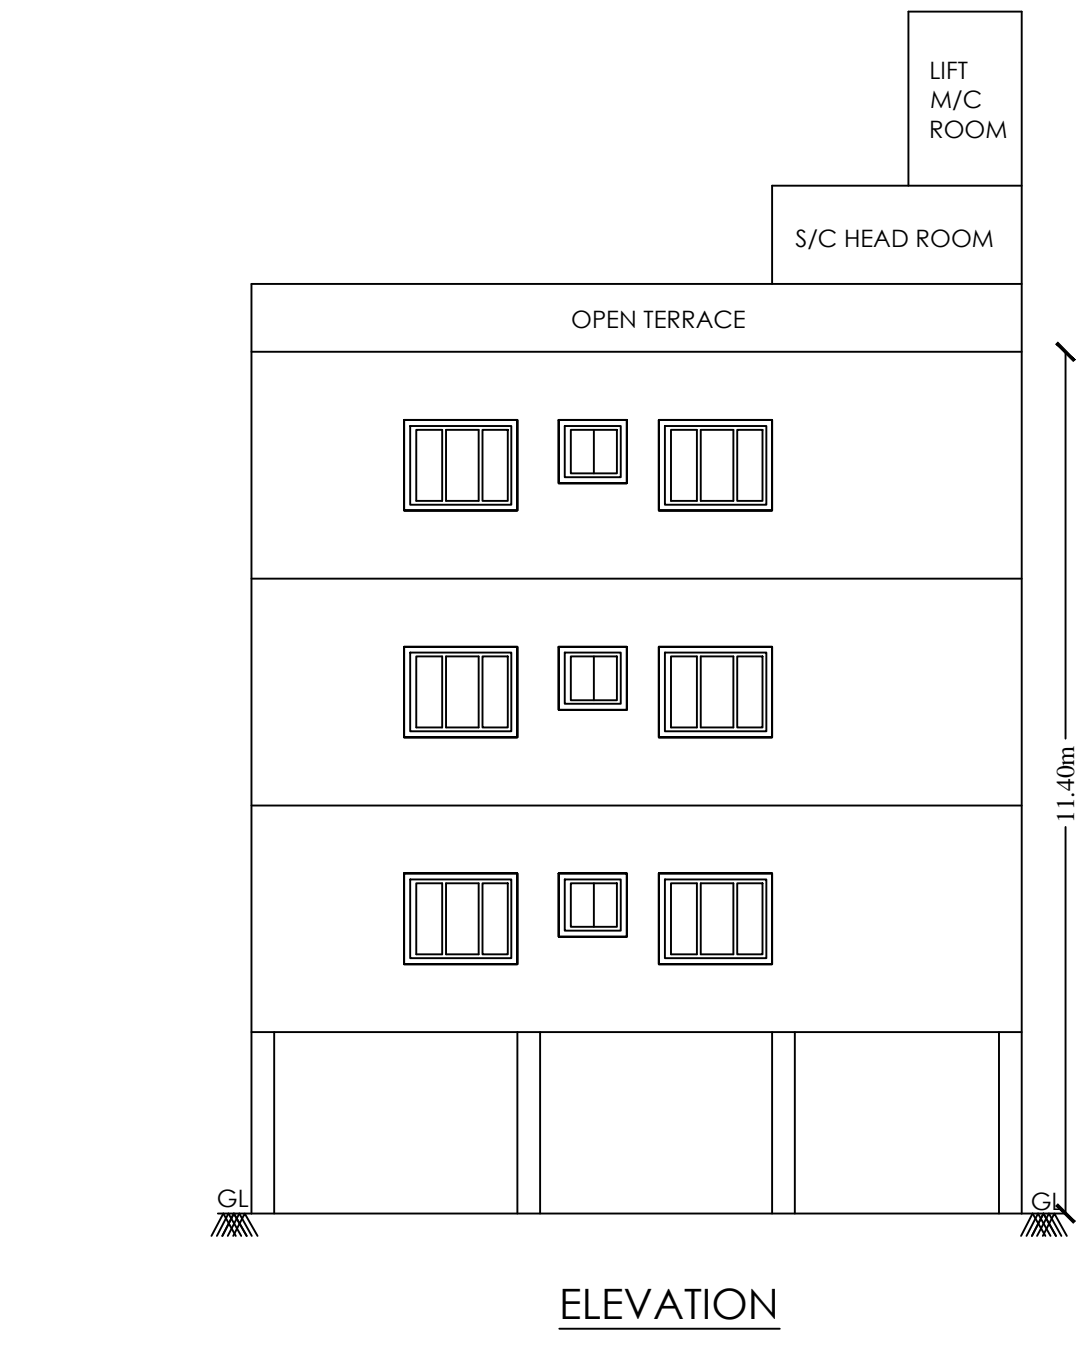 LIFT
M/C
ROOM
S/C HEAD ROOM
OPEN TERRACE
11.40m
GL
GL
ELEVATION